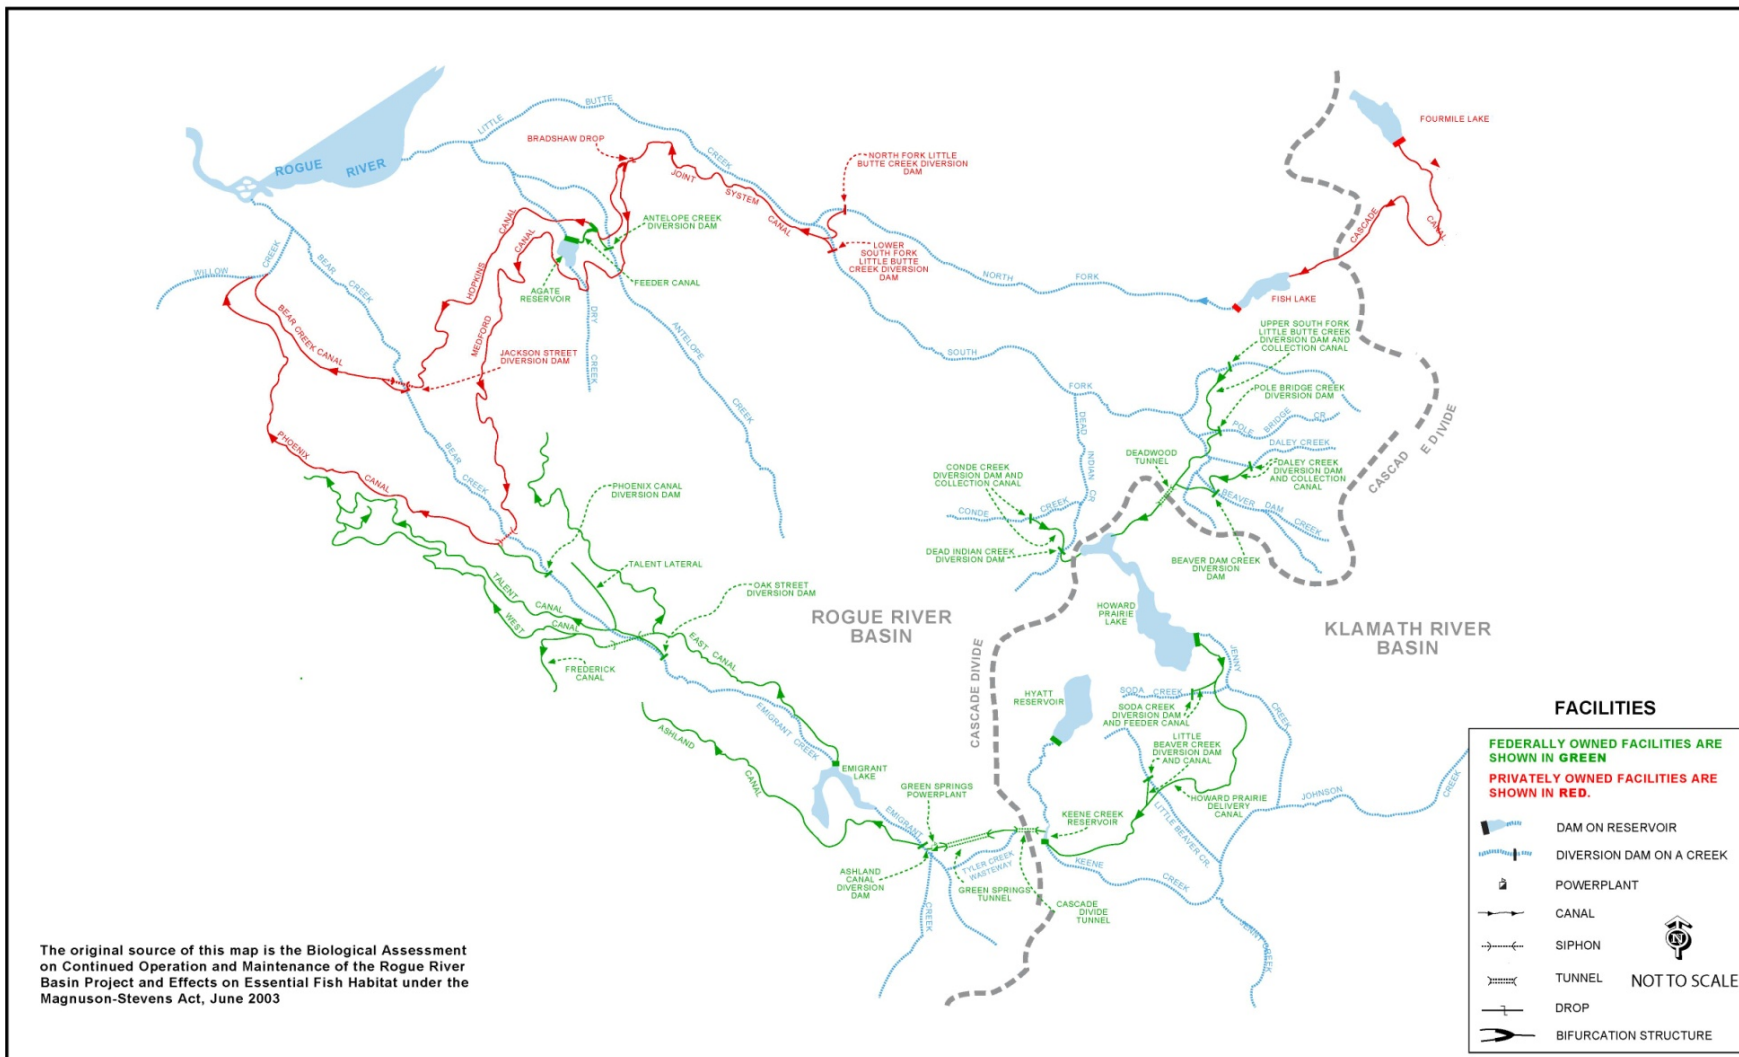 ROGUE
RIVER
LITTLE
BUTTE
CREEK
BRADSHAW DROP
JOINT
SYSTEM
CANAL
NORTH FORK LITTLE
BUTTE CREEK DIVERSION
DAM
FOURMILE LAKE
CASCADE
CANAL
ANTELOPE CREEK
DIVERSION DAM
LOWER
SOUTH FORK
LITTLE BUTTE
CREEK DIVERSION
DAM
HOPKINS
CANAL
CANAL
MEDFORD
FEEDER CANAL
AGATE
RESERVOIR
NORTH
FORK
FISH LAKE
WILLOW
CREEK
BEAR
CREEK
BEAR CREEK CANAL
JACKSON STREET
DIVERSION DAM
DRY
CREEK
ANTELOPE
CREEK
UPPER SOUTH FORK
LITTLE BUTTE CREEK
DIVERSION DAM AND
COLLECTION CANAL
SOUTH
FORK
POLE BRIDGE CREEK
DIVERSION DAM
POLE
BRIDGE
CR
DALEY CREEK
DALEY CREEK
DIVERSION DAM
AND COLLECTION
CANAL
DEAD
INDIAN
CR.
DEADWOOD
TUNNEL
CASCAD
E DIVIDE
PHOENIX
CANAL
BEAR
CREEK
CONDE CREEK
DIVERSION DAM AND
COLLECTION CANAL
CONDE
CREEK
BEAVER
DAM
CREEK
PHOENIX CANAL
DIVERSION DAM
DEAD INDIAN CREEK
DIVERSION DAM
BEAVER DAM CREEK
DIVERSION
DAM
TALENT LATERAL
OAK STREET
DIVERSION DAM
TALENT
CANAL
WEST
CANAL
EAST CANAL
FREDERICK
CANAL
ROGUE RIVER
BASIN
HOWARD
PRAIRIE
LAKE
KLAMATH RIVER
BASIN
CASCADE DIVIDE
JENNY
CREEK
HYATT
RESERVOIR
SODA CREEK
SODA CREEK
DIVERSION DAM
AND FEEDER CANAL
EMIGRANT CREEK
ASHLAND
CANAL
EMIGRANT
LAKE
LITTLE
BEAVER CREEK
DIVERSION DAM
AND CANAL
GREEN SPRINGS
POWERPLANT
HOWARD PRAIRIE
DELIVERY
CANAL
JOHNSON
CREEK
EMIGRANT
KEENE CREEK
RESERVOIR
LITTLE BEAVER CR.
KEENE
CREEK
TYLER CREEK
WASTEWAY
ASHLAND
CANAL
DIVERSION
DAM
GREEN SPRINGS
TUNNEL
CASCADE
DIVIDE
TUNNEL
CREEK
JENNY CREEK
FACILITIES
FEDERALLY OWNED FACILITIES ARE
SHOWN IN GREEN
PRIVATELY OWNED FACILITIES ARE
SHOWN IN RED.
DAM ON RESERVOIR
DIVERSION DAM ON A CREEK
POWERPLANT
CANAL
SIPHON
TUNNEL
DROP
BIFURCATION STRUCTURE
N
NOT TO SCALE
The original source of this map is the Biological Assessment
on Continued Operation and Maintenance of the Rogue River
Basin Project and Effects on Essential Fish Habitat under the
Magnuson-Stevens Act, June 2003